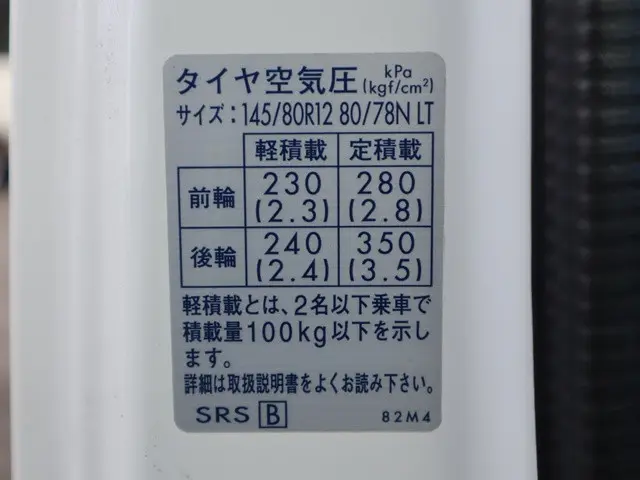 タイヤ空気圧 kPa (kgf/cm²)
サイズ:145/80R12 80/78N LT
軽積載 定積載
前輪 230 (2.3) 280 (2.8)
後輪 240 (2.4) 350 (3.5)
軽積載とは、2名以下乗車で
積載量100kg以下を示し
ます。
詳細は取扱説明書をよくお読み下さい。
SRS B 82M4